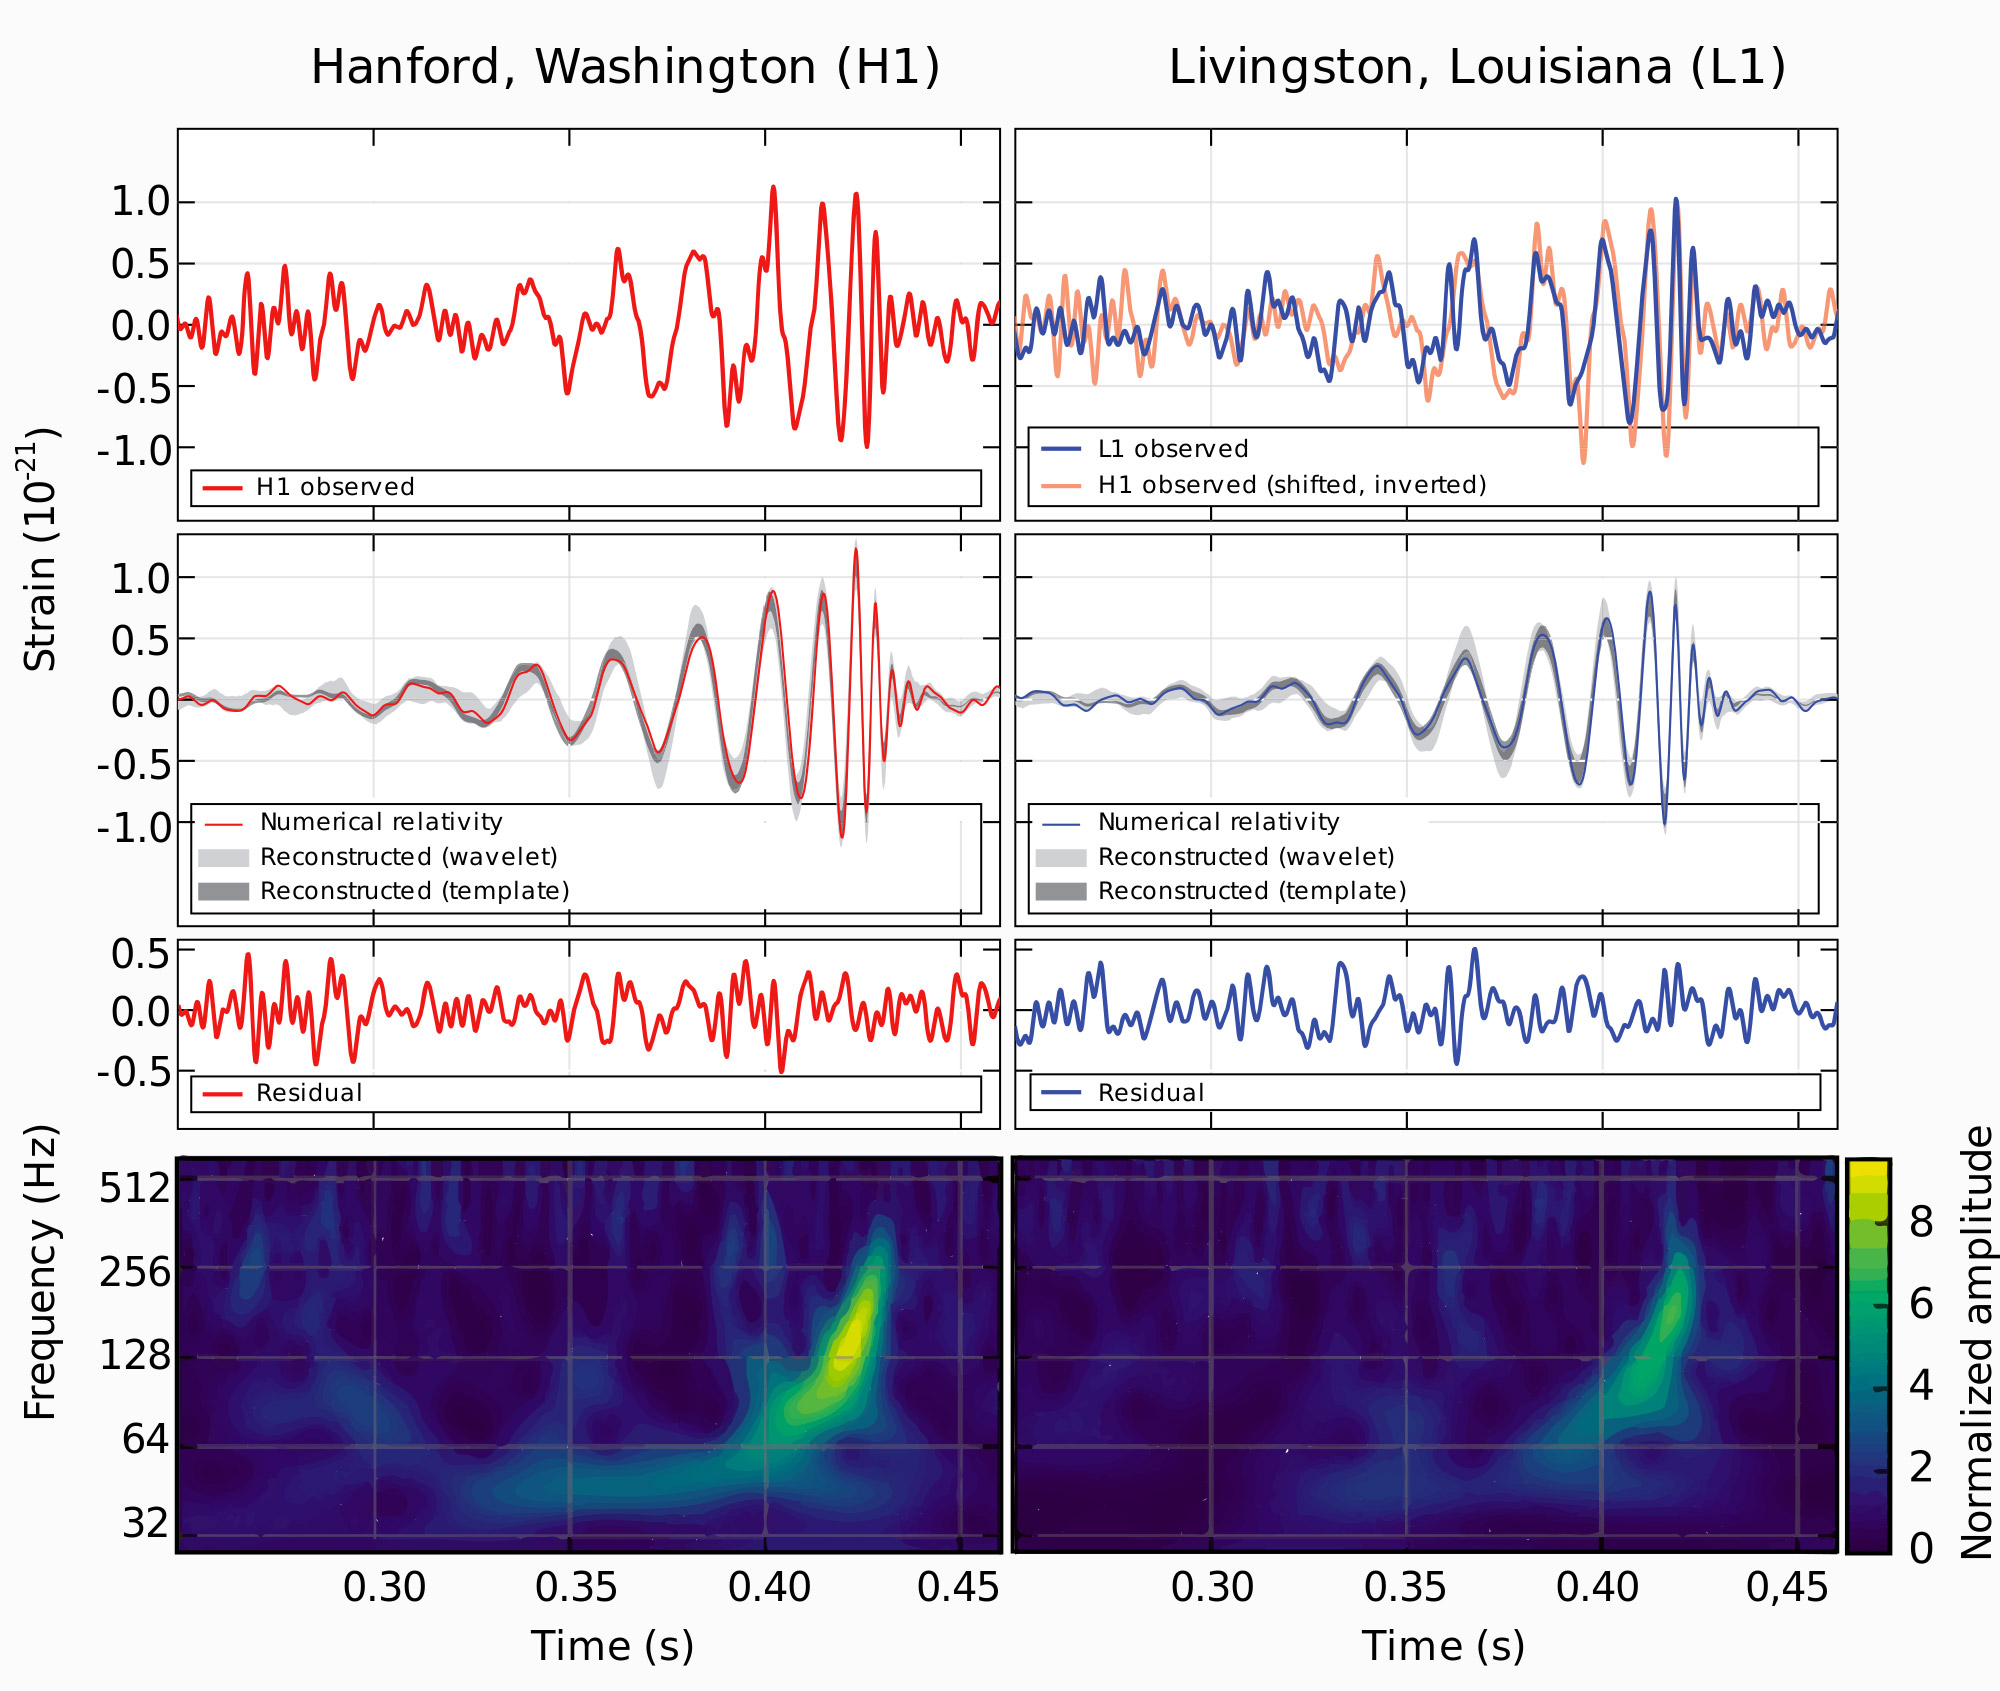 Hanford, Washington (H1)
Livingston, Louisiana (L1)
Strain (10-21)
1.0
0.5
0.0
-0.5
-1.0
H1 observed
L1 observed
H1 observed (shifted, inverted)
1.0
0.5
0.0
-0.5
-1.0
Numerical relativity
Reconstructed (wavelet)
Reconstructed (template)
Numerical relativity
Reconstructed (wavelet)
Reconstructed (template)
0.5
0.0
-0.5
Residual
Residual
Frequency (Hz)
512
256
128
64
32
0.30 0.35 0.40 0.45
Time (s)
0.30 0.35 0.40 0,45
Time (s)
8
6
4
2
0
Normalized amplitude